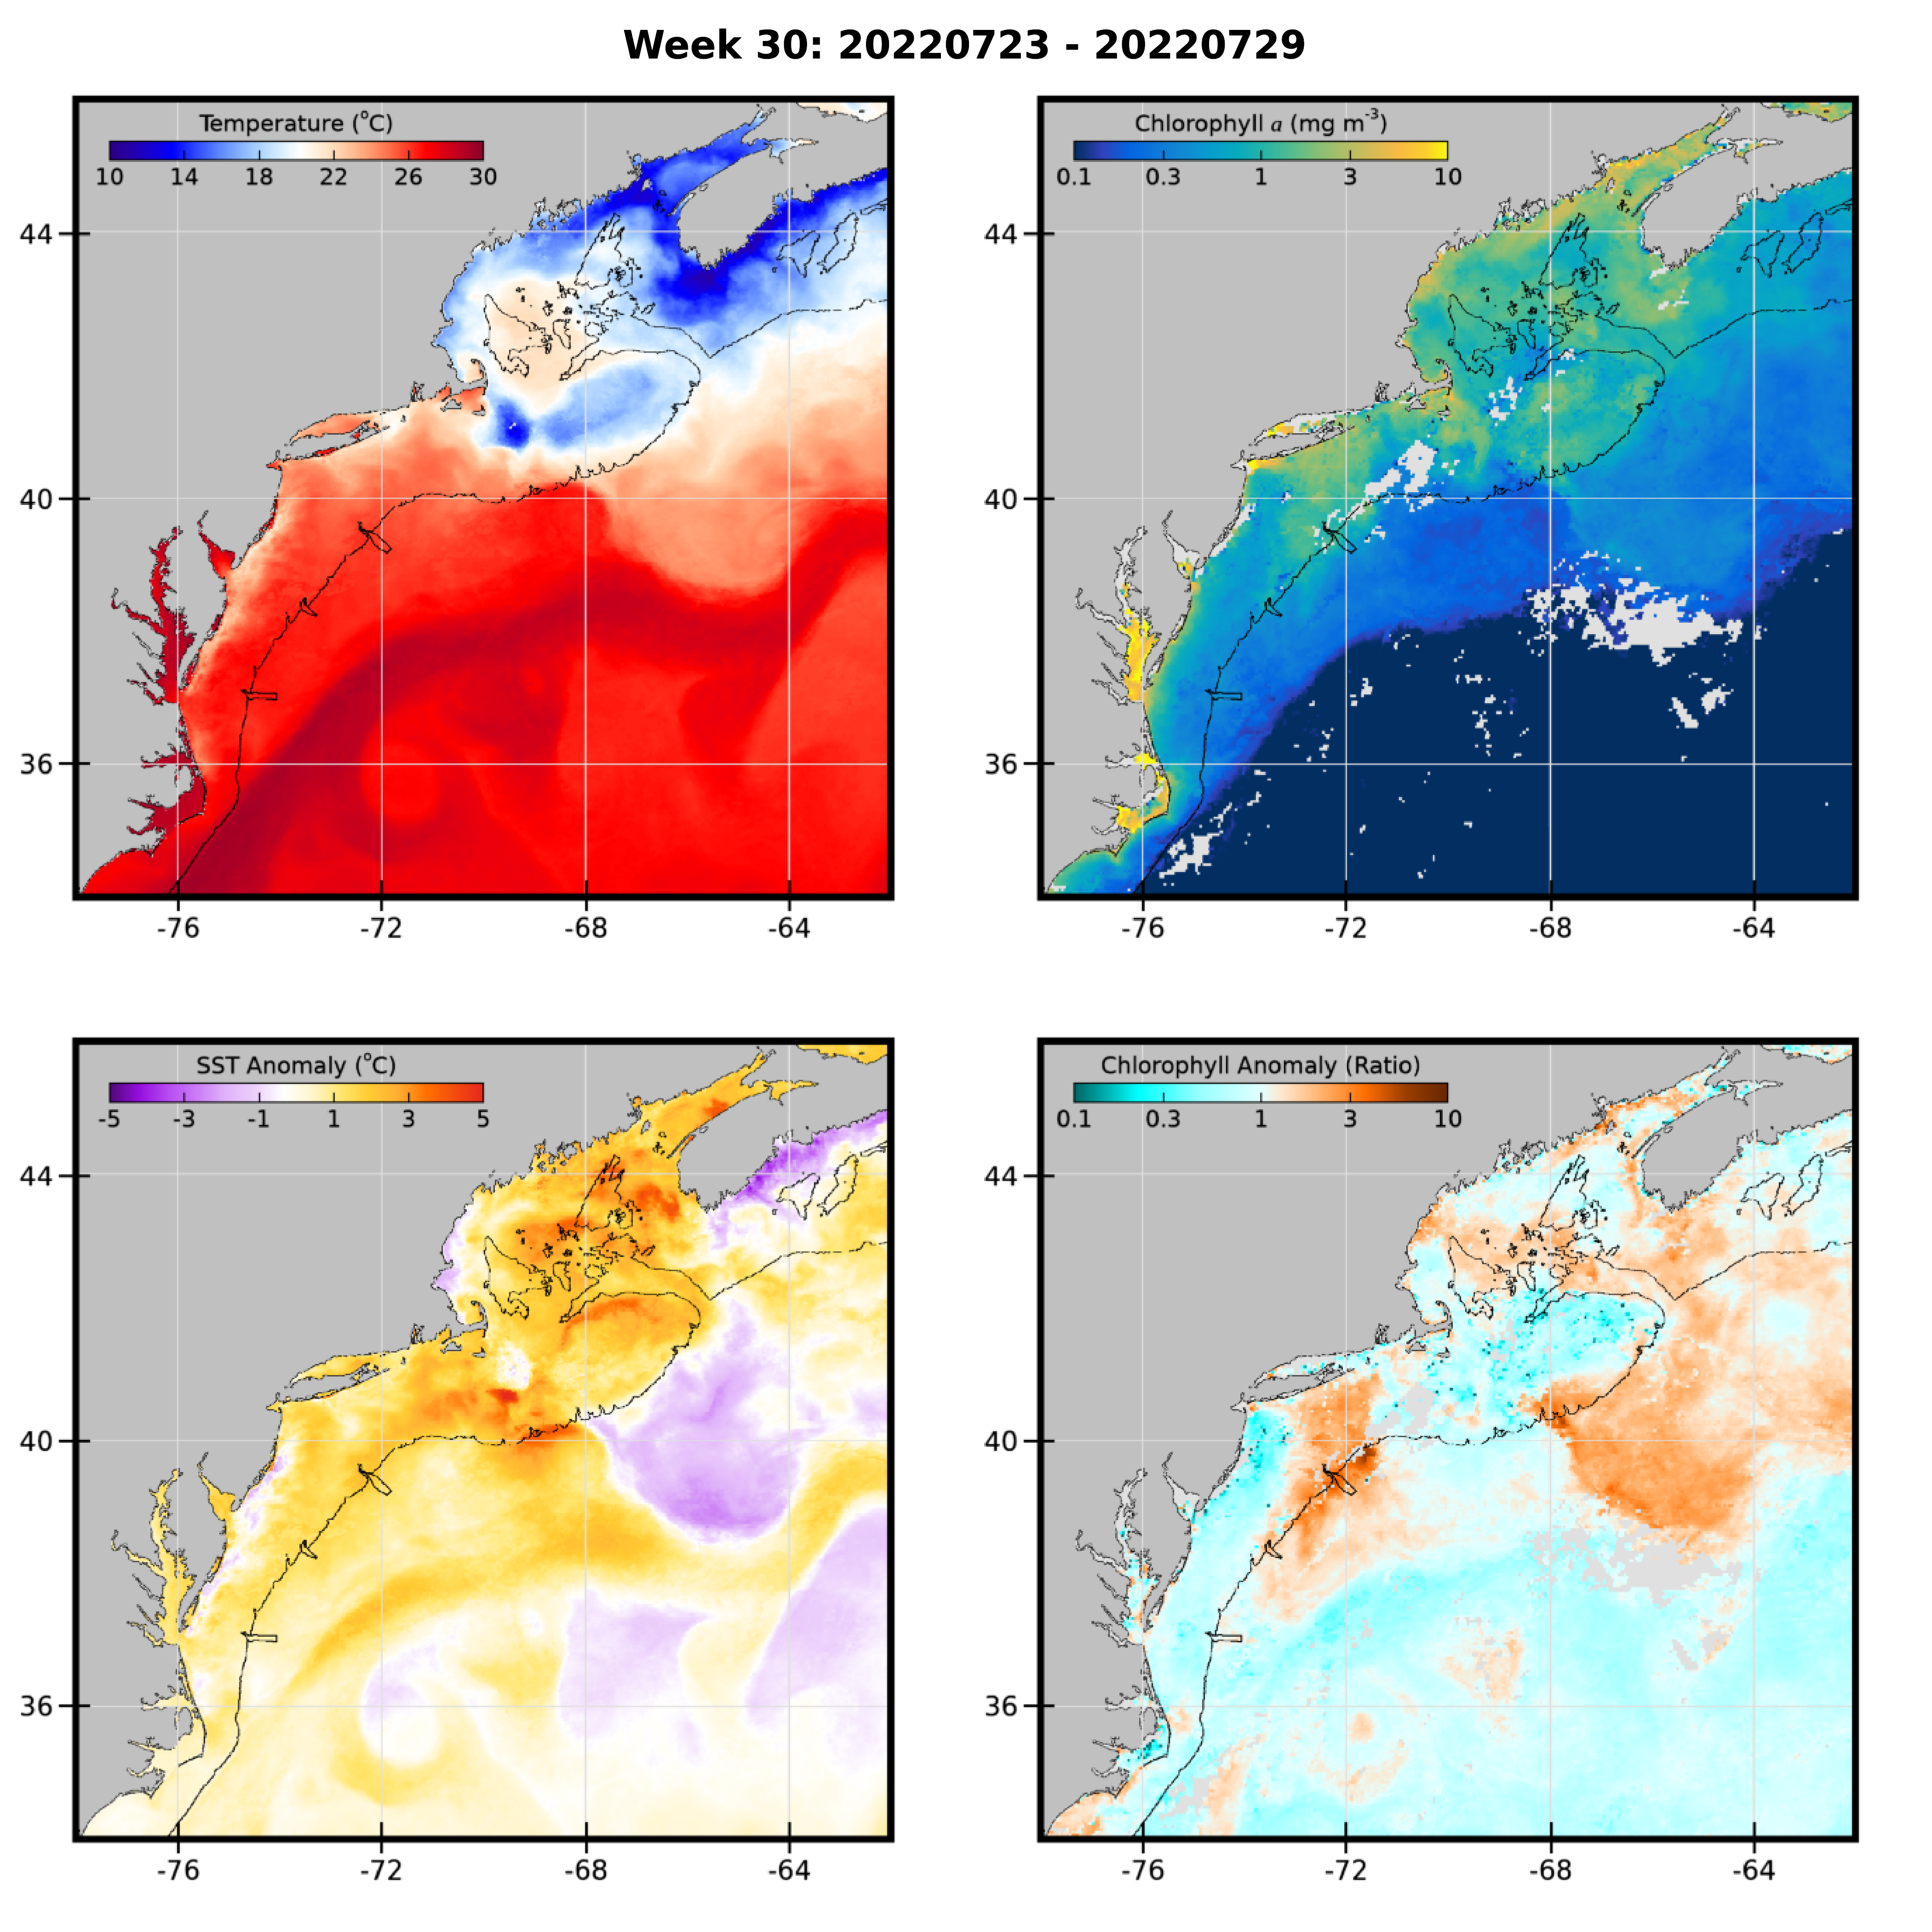 Week 30: 20220723 - 20220729
Temperature (°C)
10 14 18 22 26 30
44
40
36
-76 -72 -68 -64
Chlorophyll a (mg m⁻³)
0.1 0.3 1 3 10
44
40
36
-76 -72 -68 -64
SST Anomaly (°C)
-5 -3 -1 1 3 5
44
40
36
-76 -72 -68 -64
Chlorophyll Anomaly (Ratio)
0.1 0.3 1 3 10
44
40
36
-76 -72 -68 -64